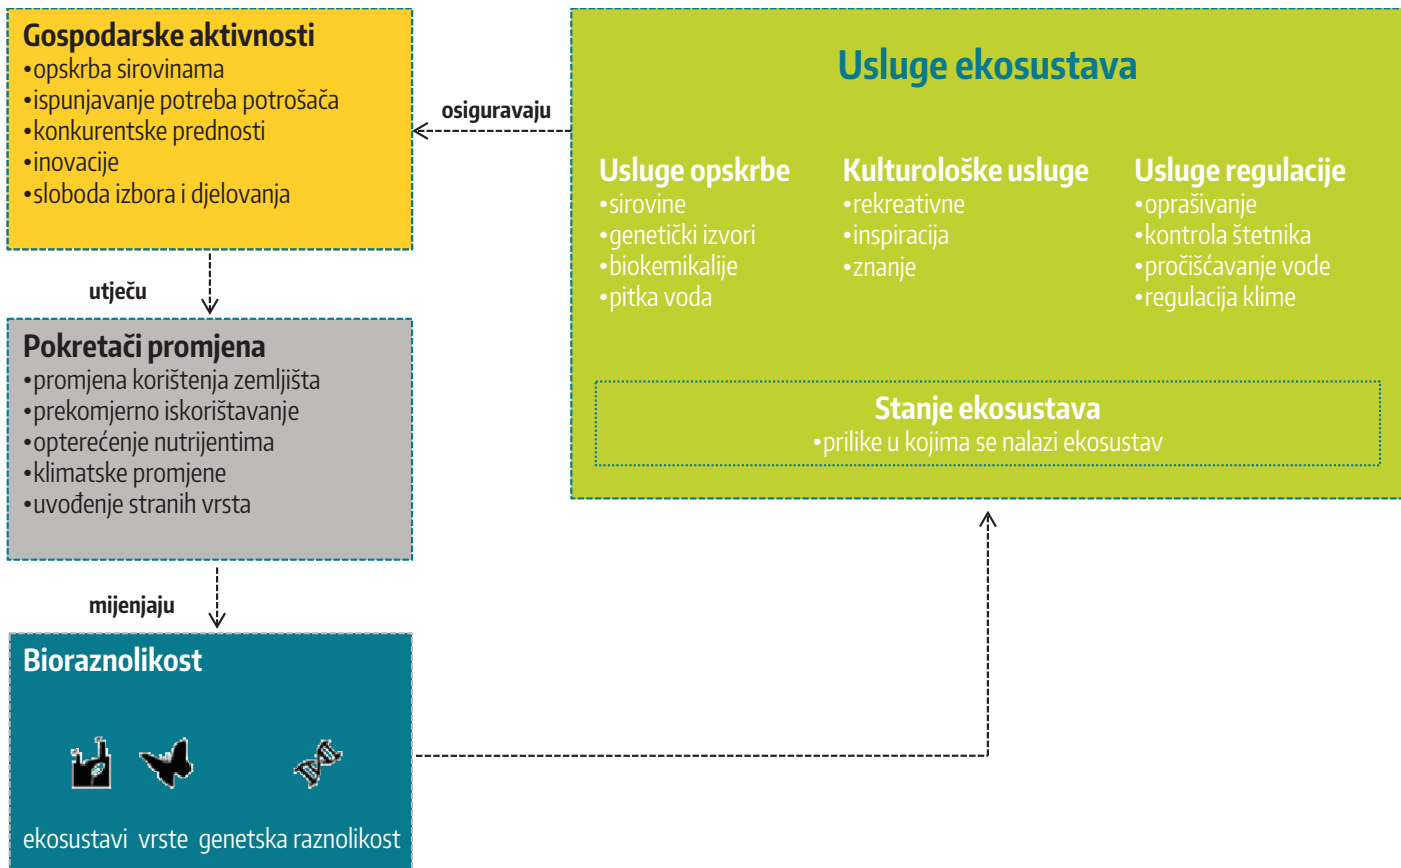 Gospodarske aktivnosti
•opskrba sirovinama
•ispunjavanje potreba potrošača
•konkurentske prednosti
•inovacije
•sloboda izbora i djelovanja
utječu
Pokretači promjena
•promjena korištenja zemljišta
•prekomjerno iskorištavanje
•opterećenje nutrijentima
•klimatske promjene
•uvođenje stranih vrsta
mijenjaju
Bioraznolikost
ekosustavi vrste genetska raznolikost
osiguravaju
Usluge ekosustava
Usluge opskrbe
•sirovine
•genetički izvori
•biokemikalije
•pitka voda
Kulturološke usluge
•rekreativne
•inspiracija
•znanje
Usluge regulacije
•oprašivanje
•kontrola štetnika
•pročišćavanje vode
•regulacija klime
Stanje ekosustava
•prilike u kojima se nalazi ekosustav